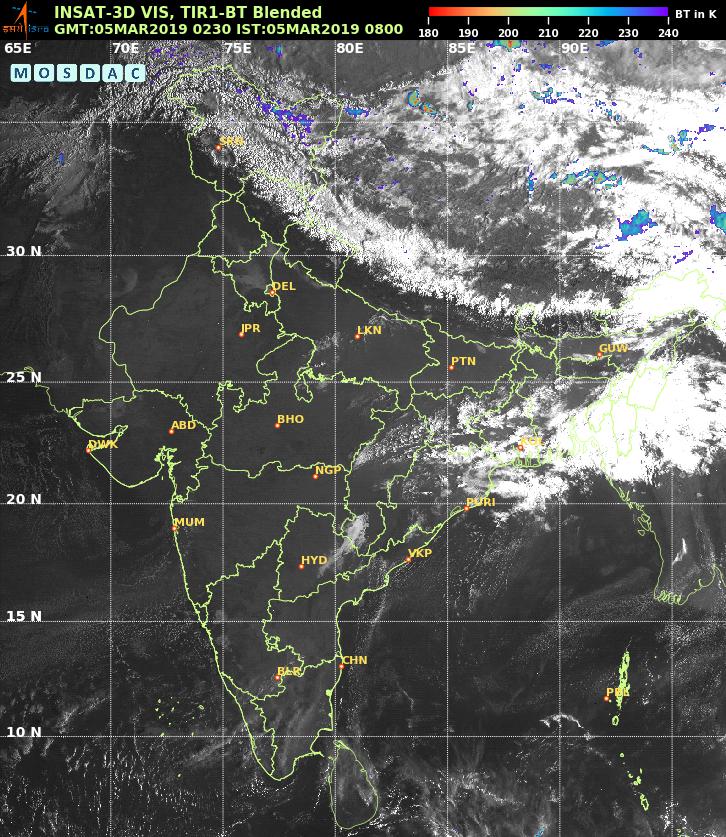 INSAT-3D VIS, TIR1-BT Blended
GMT:05MAR2019 0230 IST:05MAR2019 0800
BT in K
180 190 200 210 220 230 240
65E 70E 75E 80E 85E 90E
MOSDAC
SRN
30 N
DEL
JPR
LKN
GUW
PTN
25 N
ABD
BHO
DWK
KOL
NGP
20 N
PURI
MUM
VKP
HYD
15 N
CHN
BLR
PBL
10 N